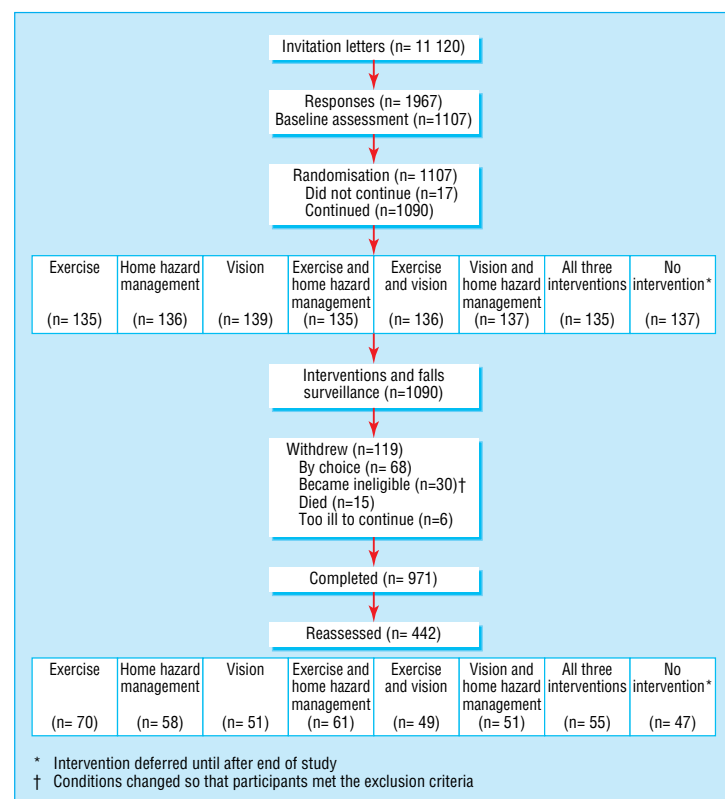 Invitation letters (n= 11 120)
Responses (n= 1967)
Baseline assessment (n=1107)
Randomisation (n= 1107)
Did not continue (n=17)
Continued (n=1090)
Exercise
(n= 135)
Home hazard
management
(n= 136)
Vision
(n= 139)
Exercise and
home hazard
management
(n= 135)
Exercise
and vision
(n= 136)
Vision and
home hazard
management
(n= 137)
All three
interventions
(n= 135)
No
intervention*
(n= 137)
Interventions and falls
surveillance (n=1090)
Withdrew (n=119)
By choice (n= 68)
Became ineligible (n=30)†
Died (n=15)
Too ill to continue (n=6)
Completed (n= 971)
Reassessed (n= 442)
Exercise
(n= 70)
Home hazard
management
(n= 58)
Vision
(n= 51)
Exercise and
home hazard
management
(n= 61)
Exercise
and vision
(n= 49)
Vision and
home hazard
management
(n= 51)
All three
interventions
(n= 55)
No
intervention*
(n= 47)
* Intervention deferred until after end of study
† Conditions changed so that participants met the exclusion criteria